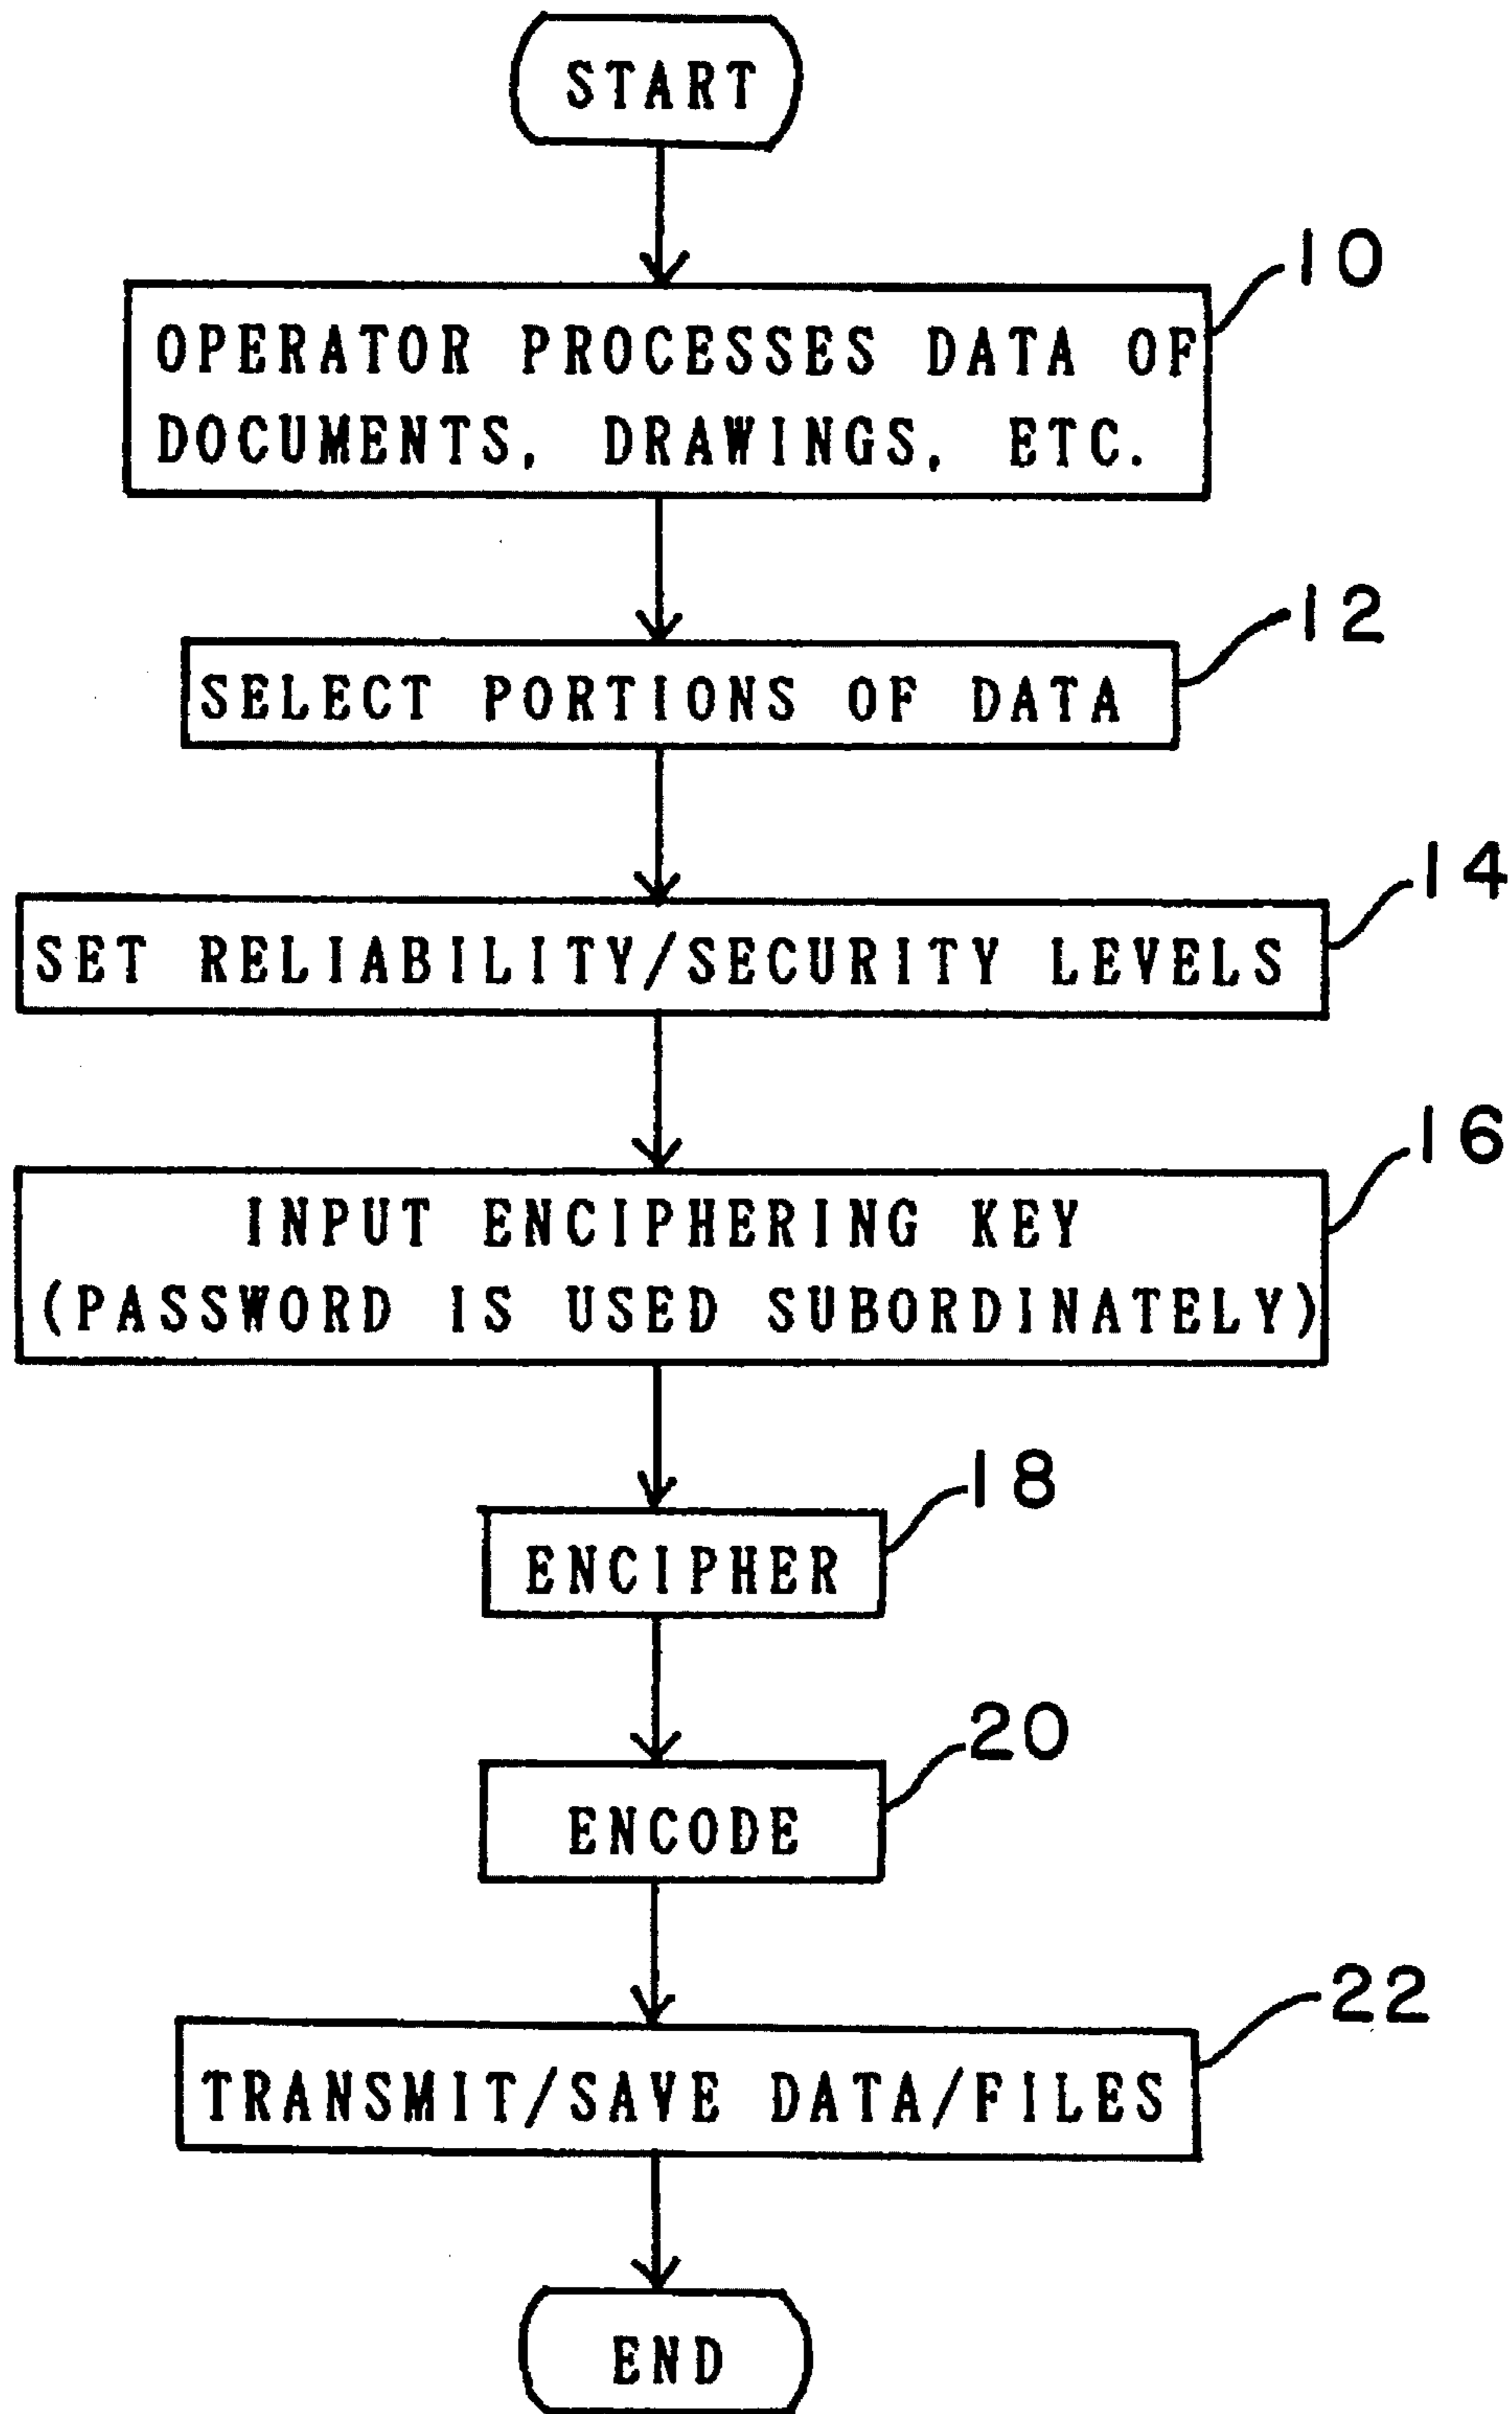 START
10
OPERATOR PROCESSES DATA OF
DOCUMENTS, DRAWINGS, ETC.
12
SELECT PORTIONS OF DATA
14
SET RELIABILITY/SECURITY LEVELS
16
INPUT ENCIPHERING KEY
(PASSWORD IS USED SUBORDINATELY)
18
ENCIPHER
20
ENCODE
22
TRANSMIT/SAVE DATA/FILES
END